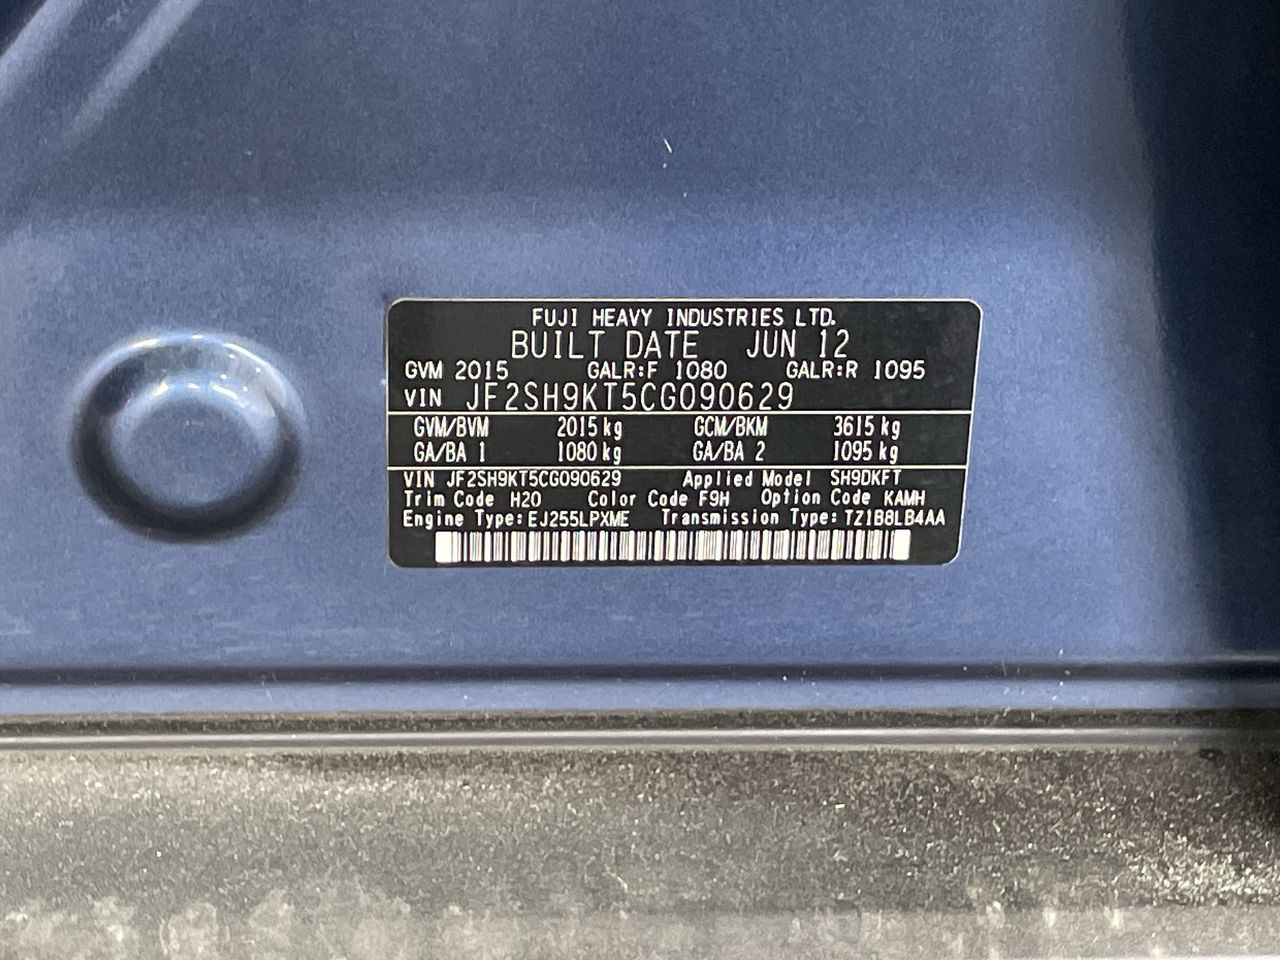 FUJI HEAVY INDUSTRIES LTD.
BUILT DATE JUN 12
GVM 2015 GALR:F 1080 GALR:R 1095
VIN JF2SH9KT5CG090629
GVM/BVM 2015 kg GCM/BKM 3615 kg
GA/BA 1 1080 kg GA/BA 2 1095 kg
VIN JF2SH9KT5CG090629 Applied Model SH9DKFT
Trim Code H20 Color Code F9H Option Code KAMH
Engine Type: EJ255LPXME Transmission Type: TZ1B8LB4AA